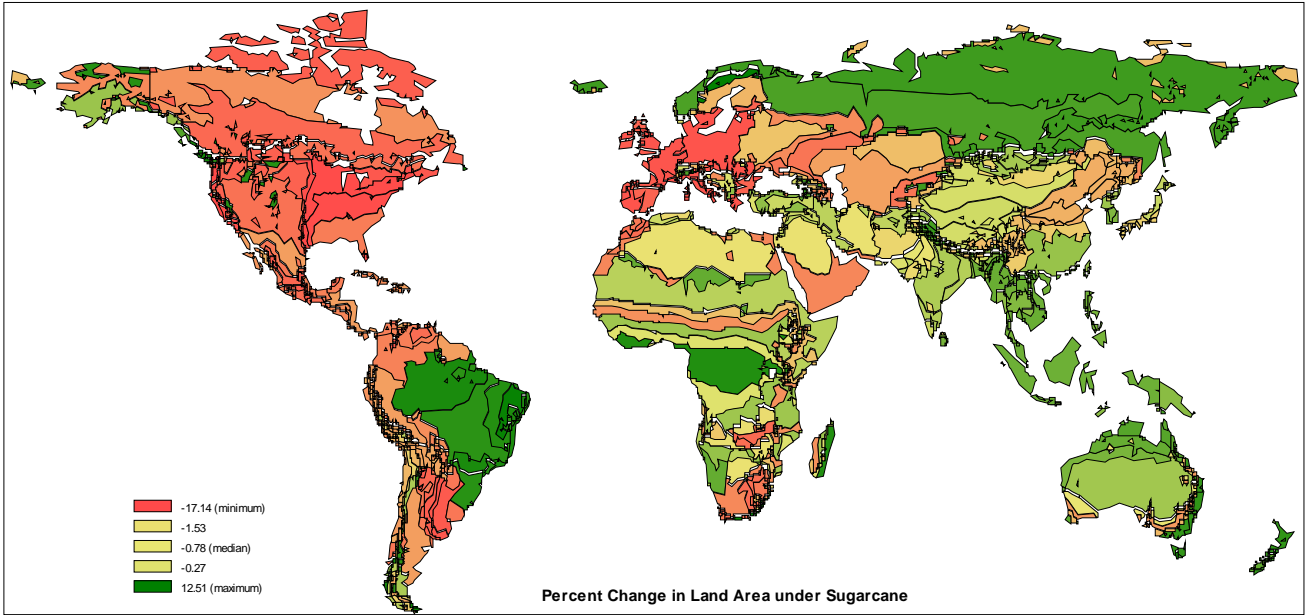 -17.14 (minimum)
-1.53
-0.78 (median)
-0.27
12.51 (maximum)
Percent Change in Land Area under Sugarcane